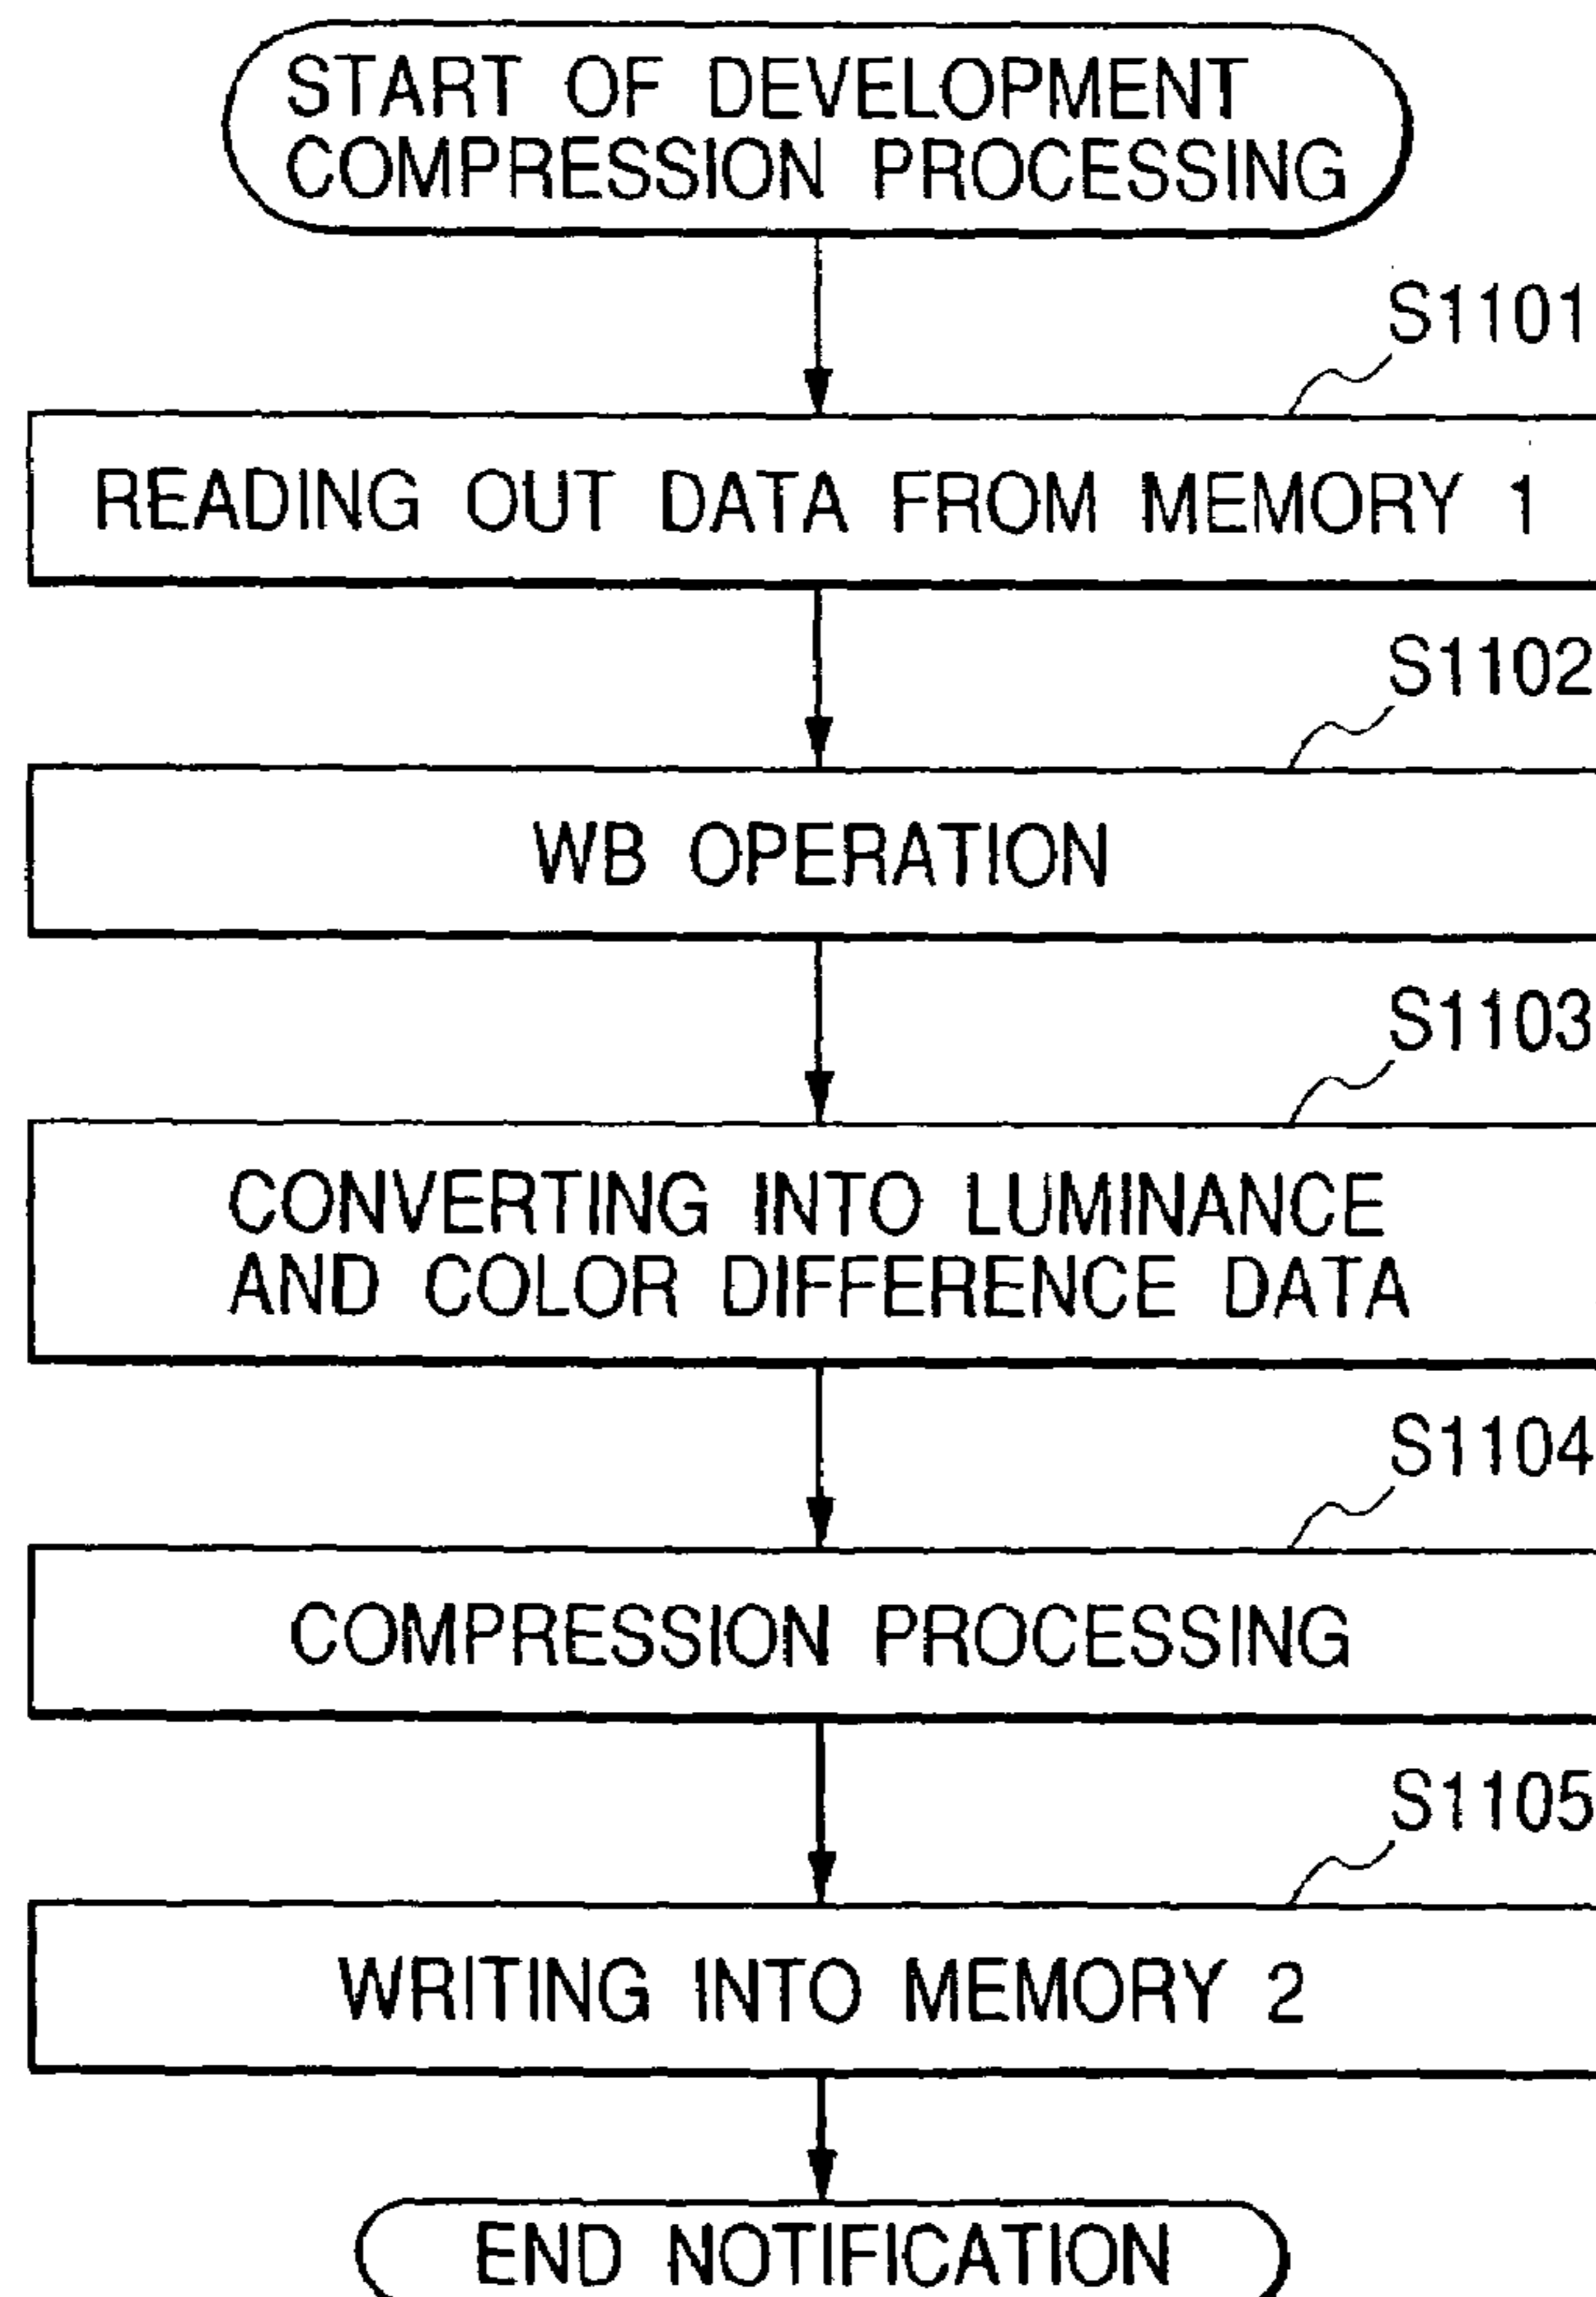 START OF DEVELOPMENT
COMPRESSION PROCESSING
S1101
READING OUT DATA FROM MEMORY 1
S1102
WB OPERATION
S1103
CONVERTING INTO LUMINANCE
AND COLOR DIFFERENCE DATA
S1104
COMPRESSION PROCESSING
S1105
WRITING INTO MEMORY 2
END NOTIFICATION